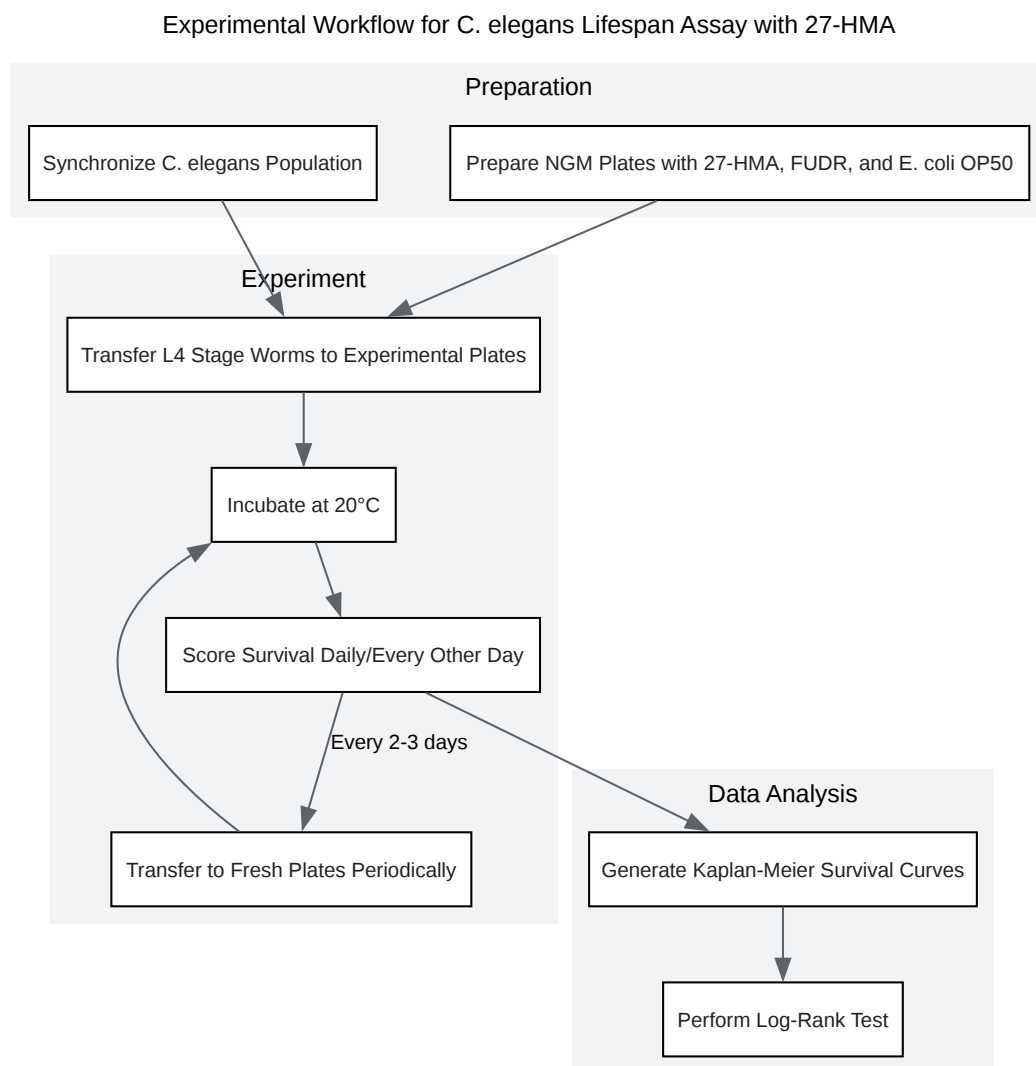 Experimental Workflow for C. elegans Lifespan Assay with 27-HMA
Preparation
Synchronize C. elegans Population
Prepare NGM Plates with 27-HMA, FUDR, and E. coli OP50
Experiment
Transfer L4 Stage Worms to Experimental Plates
Incubate at 20°C
Score Survival Daily/Every Other Day
Every 2-3 days
Transfer to Fresh Plates Periodically
Data Analysis
Generate Kaplan-Meier Survival Curves
Perform Log-Rank Test